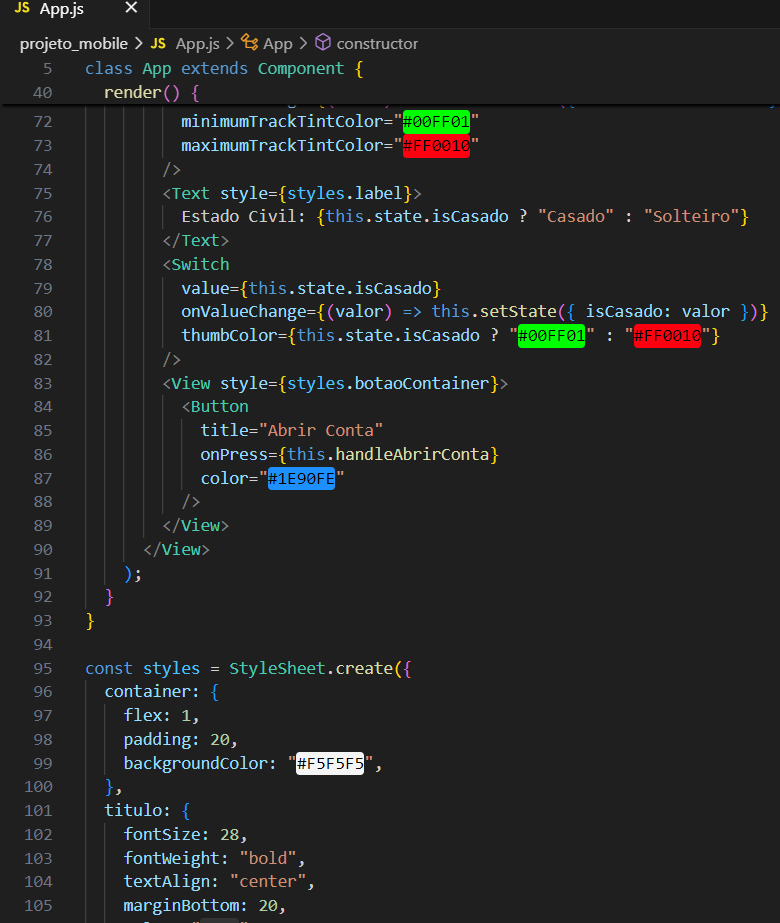 JS App.js ×
projeto_mobile > JS App.js > App > constructor
5 class App extends Component {
40 render() {
72 minimumTrackTintColor="#00FF01"
73 maximumTrackTintColor="#FF0010"
74 />
75 <Text style={styles.label}>
76 Estado Civil: {this.state.isCasado ? "Casado" : "Solteiro"}
77 </Text>
78 <Switch
79 value={this.state.isCasado}
80 onValueChange={(valor) => this.setState({ isCasado: valor })}
81 thumbColor={this.state.isCasado ? "#00FF01" : "#FF0010"}
82 />
83 <View style={styles.botaoContainer}>
84 <Button
85 title="Abrir Conta"
86 onPress={this.handleAbrirConta}
87 color="#1E90FE"
88 />
89 </View>
90 </View>
91 );
92 }
93 }
94
95 const styles = StyleSheet.create({
96 container: {
97 flex: 1,
98 padding: 20,
99 backgroundColor: "#F5F5F5",
100 },
101 titulo: {
102 fontSize: 28,
103 fontWeight: "bold",
104 textAlign: "center",
105 marginBottom: 20,